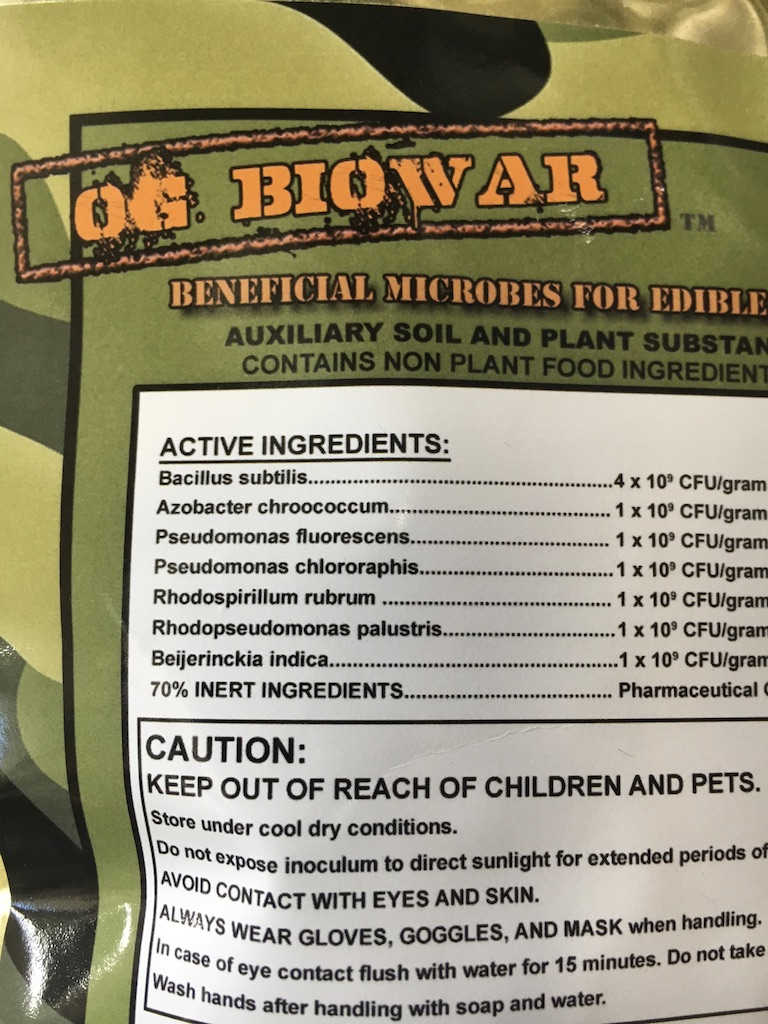 OG BIOWAR
TM
BENEFICIAL MICROBES FOR EDIBLE
AUXILIARY SOIL AND PLANT SUBSTAN
CONTAINS NON PLANT FOOD INGREDIENT
ACTIVE INGREDIENTS:
Bacillus subtilis..................................................4 x 10⁹ CFU/gram
Azobacter chroococcum.................................... 1 x 10⁹ CFU/gram
Pseudomonas fluorescens................................ 1 x 10⁹ CFU/gram
Pseudomonas chlororaphis...............................1 x 10⁹ CFU/gram
Rhodospirillum rubrum ..................................... 1 x 10⁹ CFU/gram
Rhodopseudomonas palustris............................1 x 10⁹ CFU/gram
Beijerinckia indica...............................................1 x 10⁹ CFU/gram
70% INERT INGREDIENTS.................................. Pharmaceutical
CAUTION:
KEEP OUT OF REACH OF CHILDREN AND PETS.
Store under cool dry conditions.
Do not expose inoculum to direct sunlight for extended periods of
AVOID CONTACT WITH EYES AND SKIN.
ALWAYS WEAR GLOVES, GOGGLES, AND MASK when handling.
In case of eye contact flush with water for 15 minutes. Do not take
Wash hands after handling with soap and water.